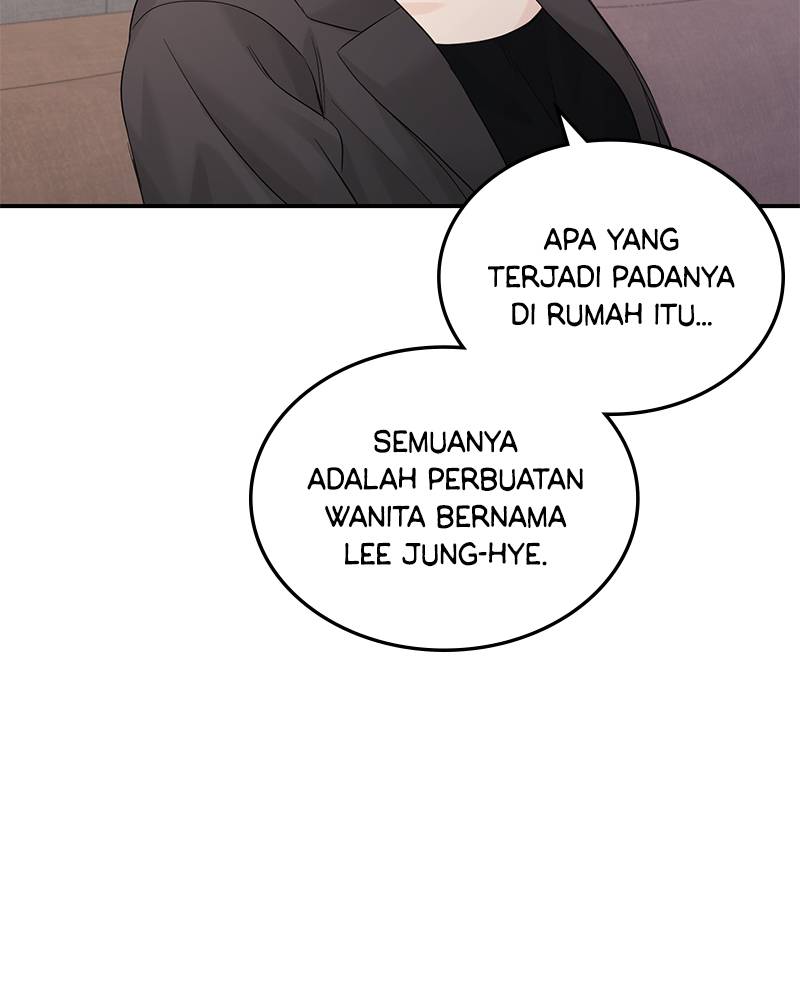 APA YANG
TERJADI PADANYA
DI RUMAH ITU...
SEMUANYA
ADALAH PERBUATAN
WANITA BERNAMA
LEE JUNG-HYE.